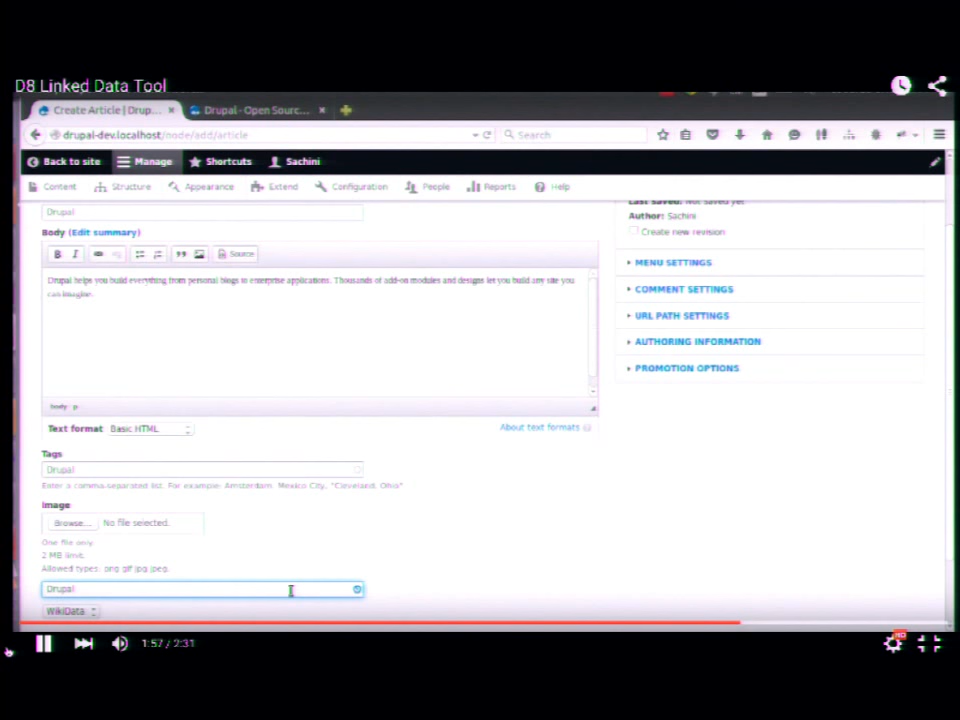 D8 Linked Data Tool
Create Article | Drup... × Drupal - Open Sourc... ×
drupal-dev.localhost/node/add/article Search
Back to site Manage Shortcuts Sachini
Content Structure Appearance Extend Configuration People Reports Help
Drupal
Last saved: Not saved yet
Author: Sachini
Create new revision
Body (Edit summary)
B I Source
Drupal helps you build everything from personal blogs to enterprise applications. Thousands of add-on modules and designs let you build any site you
can imagine.
MENU SETTINGS
COMMENT SETTINGS
URL PATH SETTINGS
AUTHORING INFORMATION
PROMOTION OPTIONS
body p
Text format Basic HTML About text formats
Tags
Drupal
Enter a comma-separated list. For example: Amsterdam, Mexico City, "Cleveland, Ohio"
Image
Browse... No file selected.
One file only.
2 MB limit.
Allowed types: png gif jpg jpeg.
Drupal
WikiData
1:57 / 2:31 HD